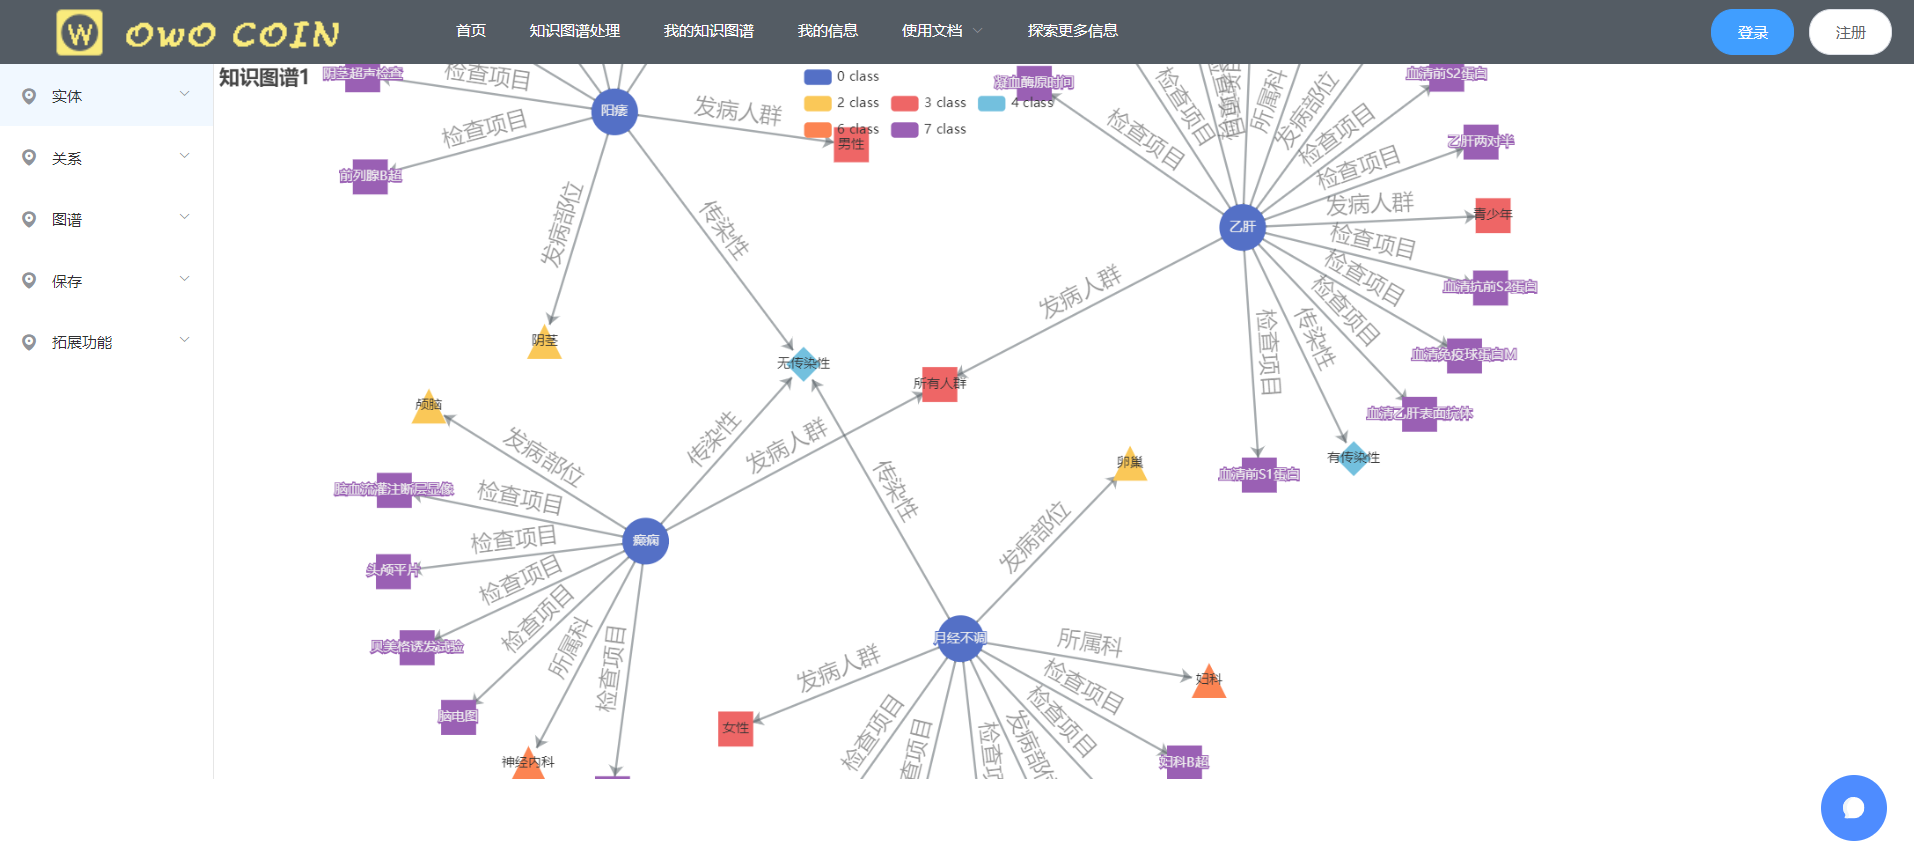 OWO COIN
首页 知识图谱处理 我的知识图谱 我的信息 使用文档 探索更多信息 登录 注册
实体
关系
图谱
保存
拓展功能
知识图谱1
0 class
2 class 3 class 4 class
6 class 7 class
阴茎超声检查
检查项目
阳痿
发病人群
男性
检查项目
前列腺B超
发病部位
传染性
阴茎
无传染性
凝血酶原时间
检查项目
检查项目
检查项目
所属科
发病部位
检查项目
血清前S2蛋白
检查项目
乙肝两对半
乙肝
发病人群
青少年
检查项目
血清抗前S2蛋白
检查项目
血清免疫球蛋白M
检查项目
血清乙肝表面抗体
传染性
有传染性
检查项目
血清前S1蛋白
发病人群
所有人群
颅脑
发病部位
传染性
发病人群
脑血流灌注断层显像
检查项目
癫痫
检查项目
头颅平片
检查项目
贝美格诱发试验
检查项目
脑电图
所属科
神经内科
检查项目
传染性
卵巢
发病部位
月经不调
所属科
妇科
发病人群
女性
检查项目
妇科B超
检查项目
发病部位
检查项
查项目
检查项目